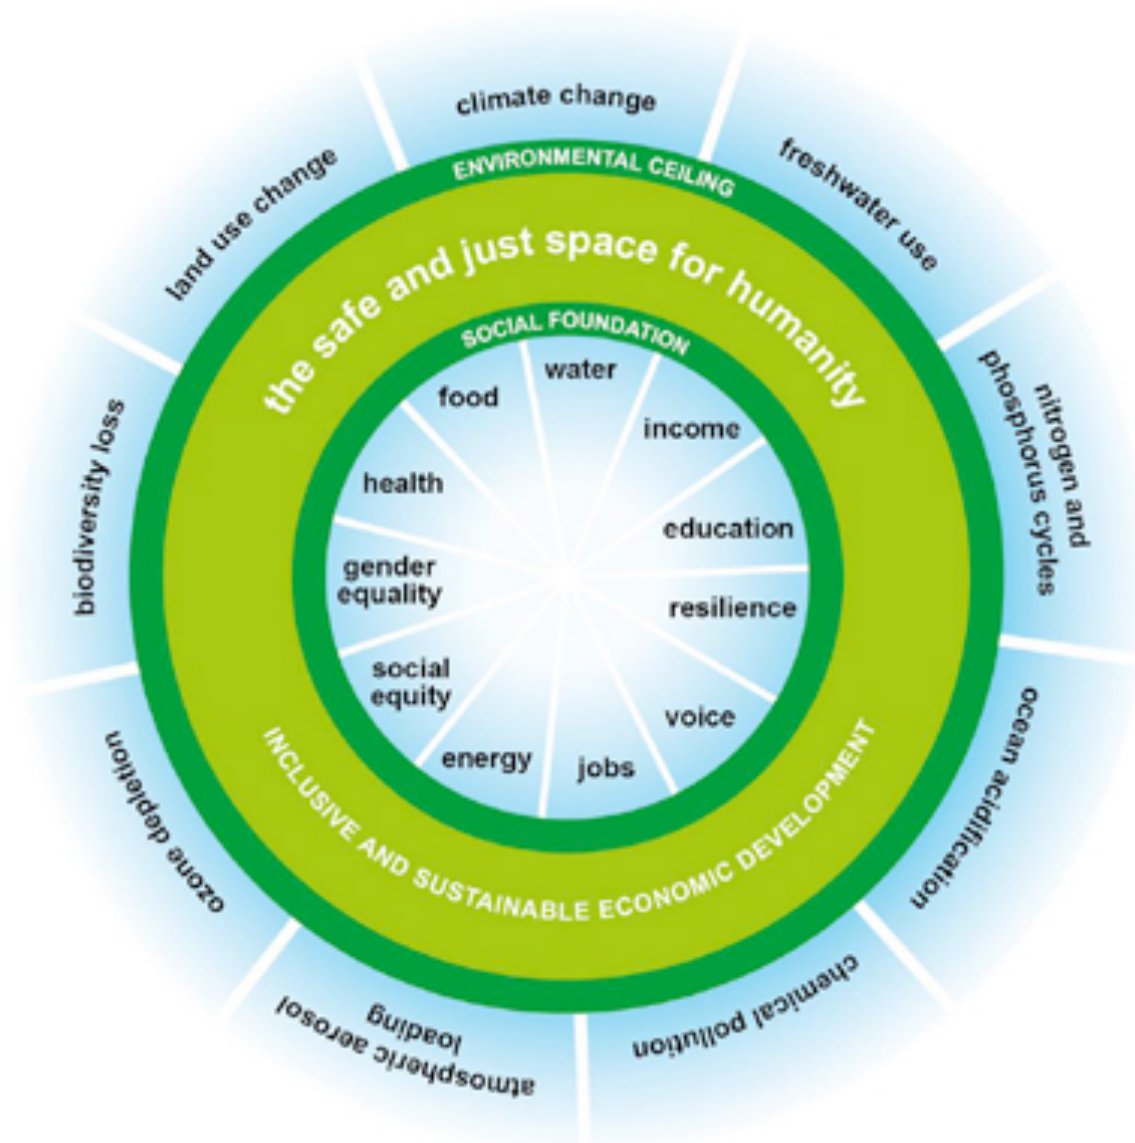 climate change
freshwater use
nitrogen and
phosphorus cycles
ocean acidification
chemical pollution
atmospheric aerosol
loading
ozone depletion
biodiversity loss
land use change
ENVIRONMENTAL CEILING
the safe and just space for humanity
SOCIAL FOUNDATION
water
income
education
resilience
voice
jobs
energy
social
equity
gender
equality
health
food
INCLUSIVE AND SUSTAINABLE ECONOMIC DEVELOPMENT